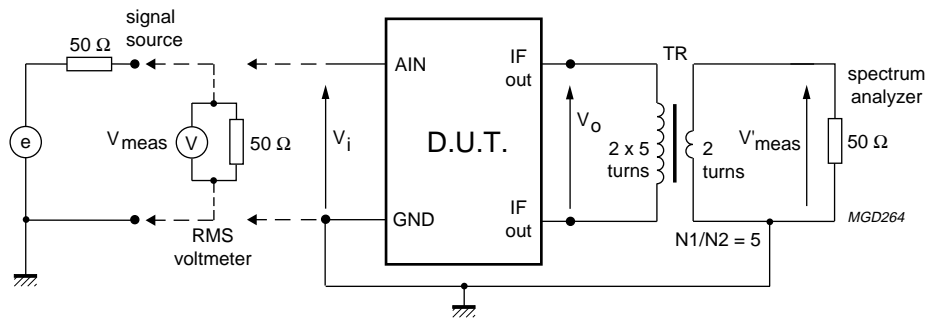 signal
source
50 Ω
e
Vmeas
V
50 Ω
RMS
voltmeter
Vi
AIN
GND
D.U.T.
IF
out
IF
out
Vo
2 x 5
turns
TR
2
turns
N1/N2 = 5
V'meas
spectrum
analyzer
50 Ω
MGD264